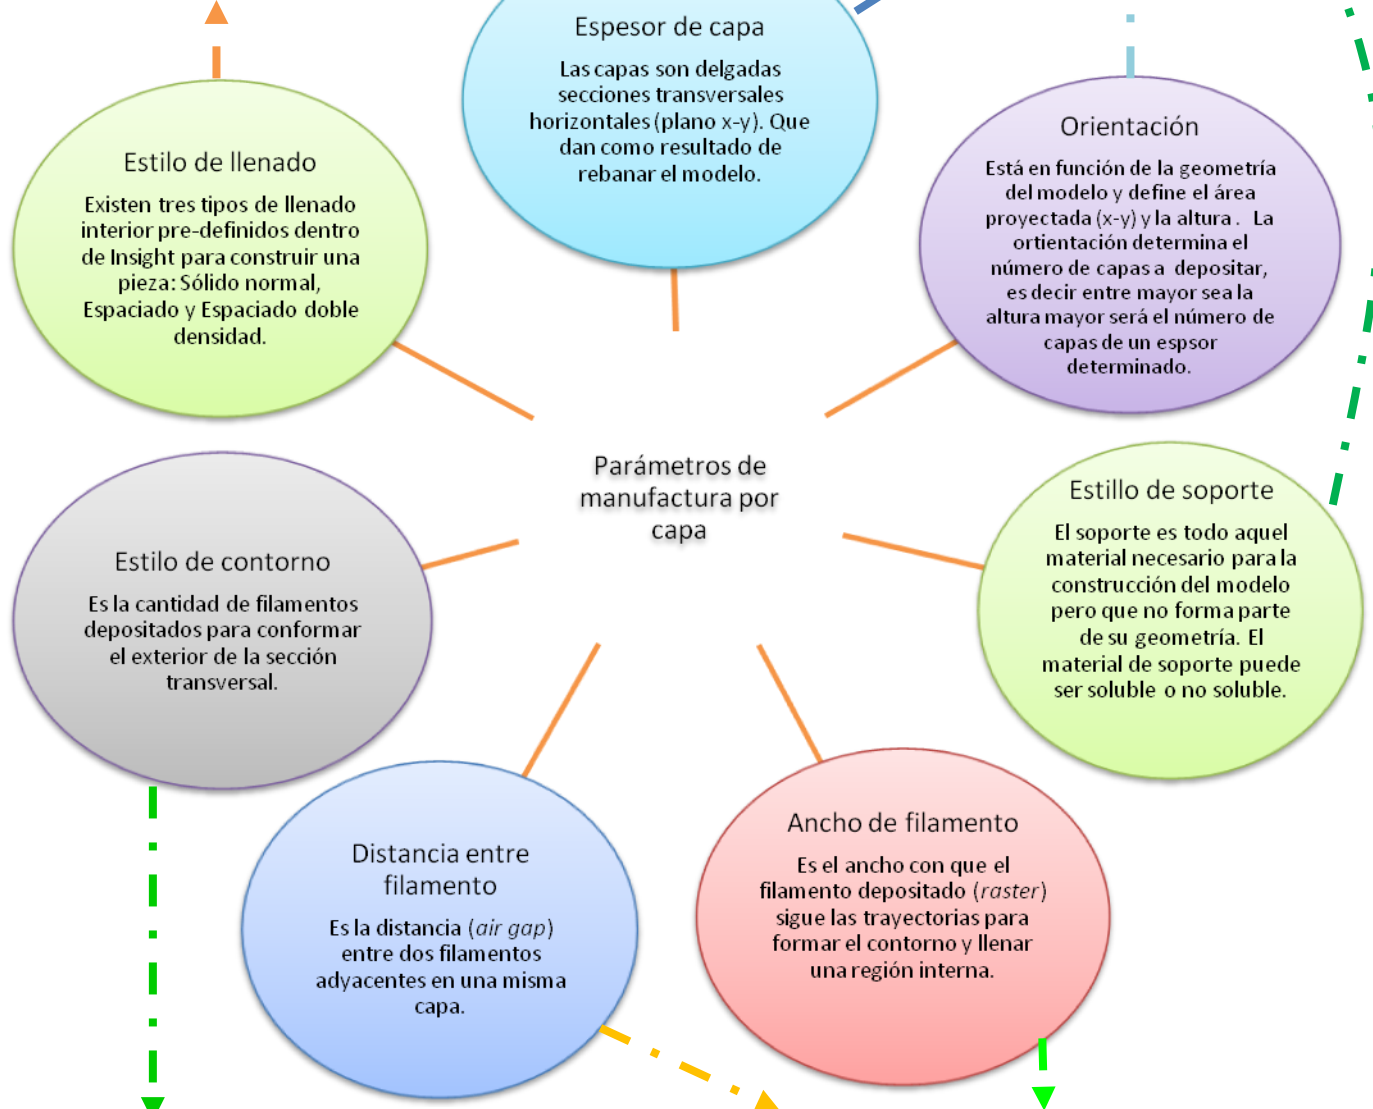 Espesor de capa
Las capas son delgadas
secciones transversales
horizontales (plano x-y). Que
dan como resultado de
rebanar el modelo.
Orientación
Está en función de la geometría
del modelo y define el área
proyectada (x-y) y la altura .  La
ortientación determina el
número de capas a  depositar,
es decir entre mayor sea la
altura mayor será el número de
capas de un espsor
determinado.
Estilo de llenado
Existen tres tipos de llenado
interior pre-definidos dentro
de Insight para construir una
pieza: Sólido normal,
Espaciado y Espaciado doble
densidad.
Parámetros de
manufactura por
capa
Estillo de soporte
El soporte es todo aquel
material necesario para la
construcción del modelo
pero que no forma parte
de su geometría. El
material de soporte puede
ser soluble o no soluble.
Estilo de contorno
Es la cantidad de filamentos
depositados para conformar
el exterior de la sección
transversal.
Distancia entre
filamento
Es la distancia (air gap)
entre dos filamentos
adyacentes en una misma
capa.
Ancho de filamento
Es el ancho con que el
filamento depositado (raster)
sigue las trayectorias para
formar el contorno y llenar
una región interna.